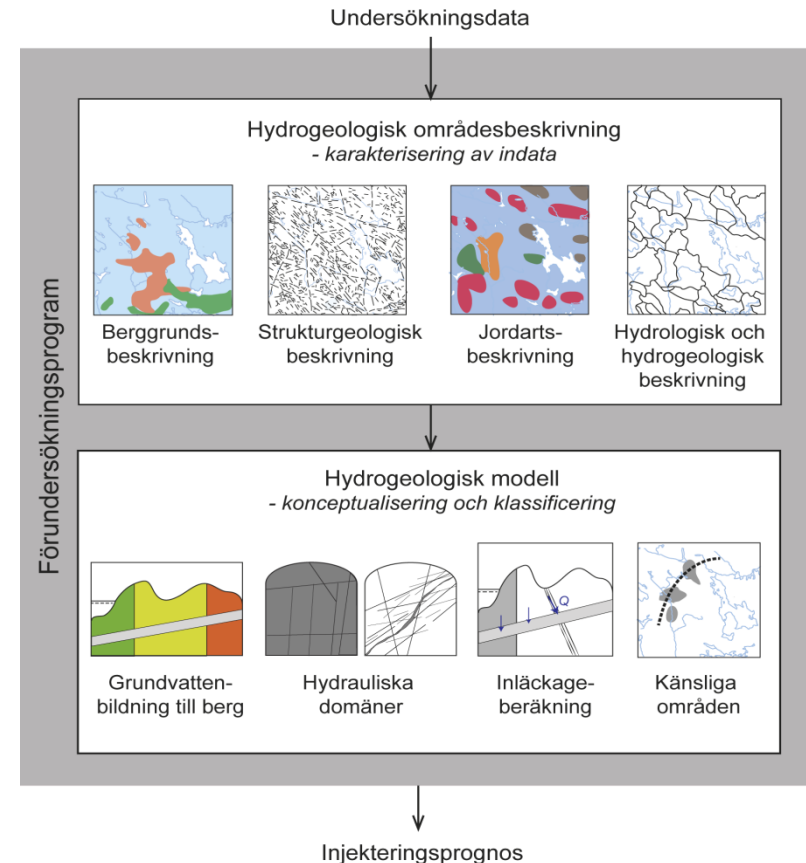 Undersökningsdata
Förundersökningsprogram
Hydrogeologisk områdesbeskrivning
- karakterisering av indata
Berggrunds-
beskrivning
Strukturgeologisk
beskrivning
Jordarts-
beskrivning
Hydrologisk och
hydrogeologisk
beskrivning
Hydrogeologisk modell
- konceptualisering och klassificering
Q
Grundvatten-
bildning till berg
Hydrauliska
domäner
Inläckage-
beräkning
Känsliga
områden
Injekteringsprognos